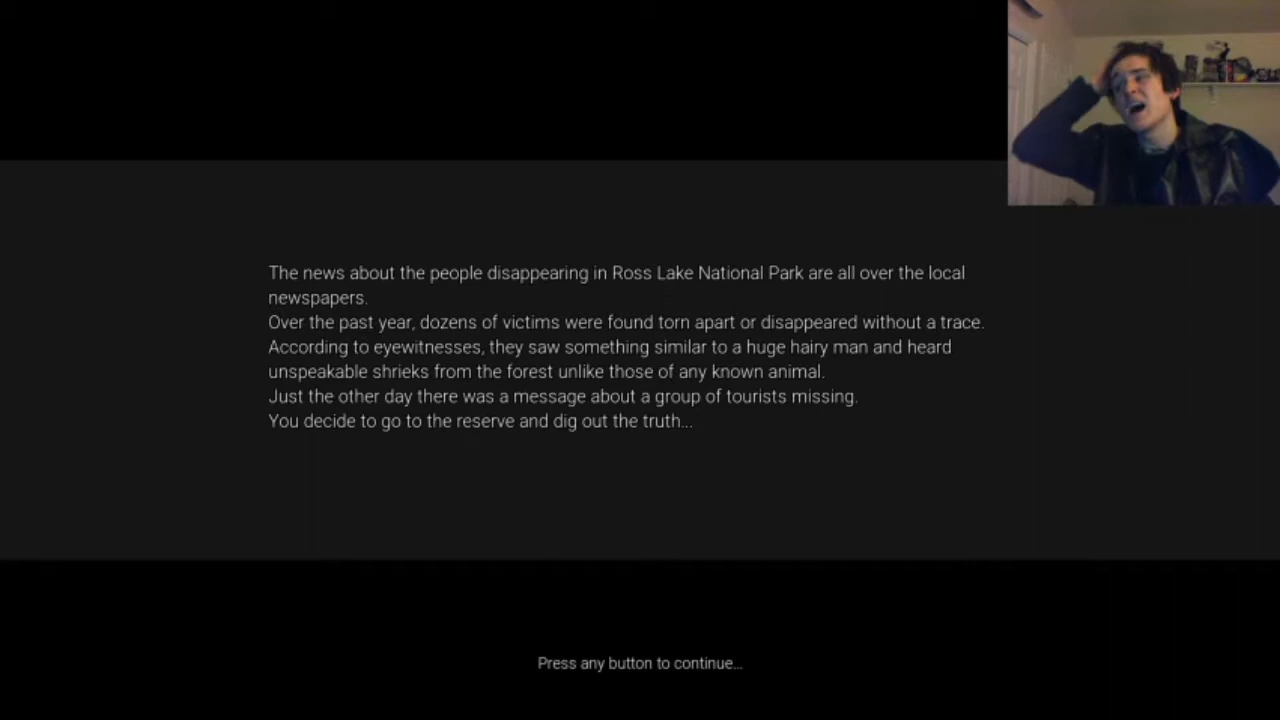 The news about the people disappearing in Ross Lake National Park are all over the local
newspapers.
Over the past year, dozens of victims were found torn apart or disappeared without a trace.
According to eyewitnesses, they saw something similar to a huge hairy man and heard
unspeakable shrieks from the forest unlike those of any known animal.
Just the other day there was a message about a group of tourists missing.
You decide to go to the reserve and dig out the truth...
Press any button to continue...